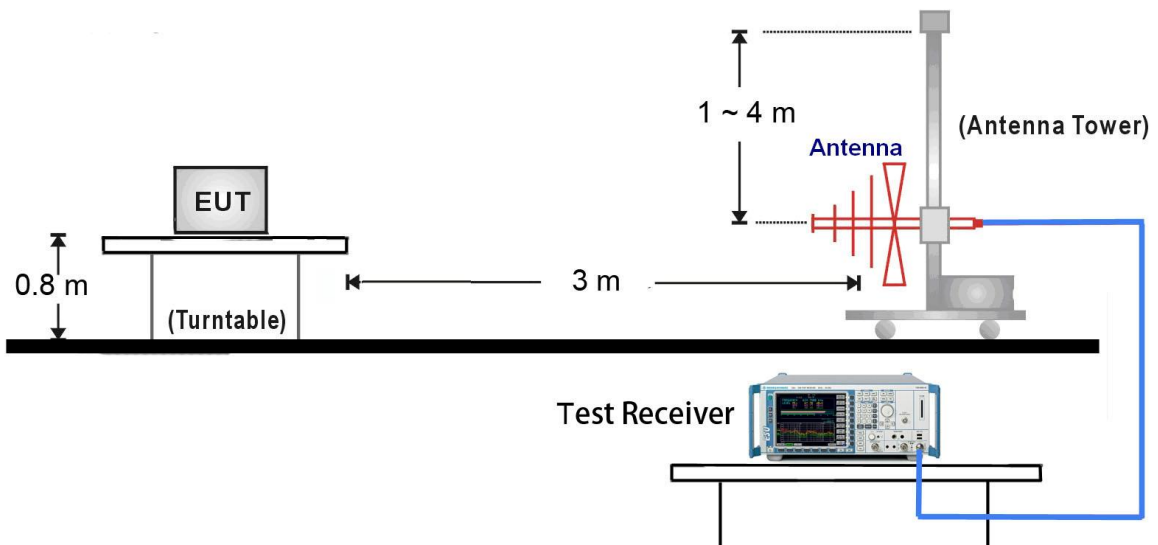 1 ~ 4 m
(Antenna Tower)
Antenna
EUT
0.8 m
3 m
(Turntable)
Test Receiver